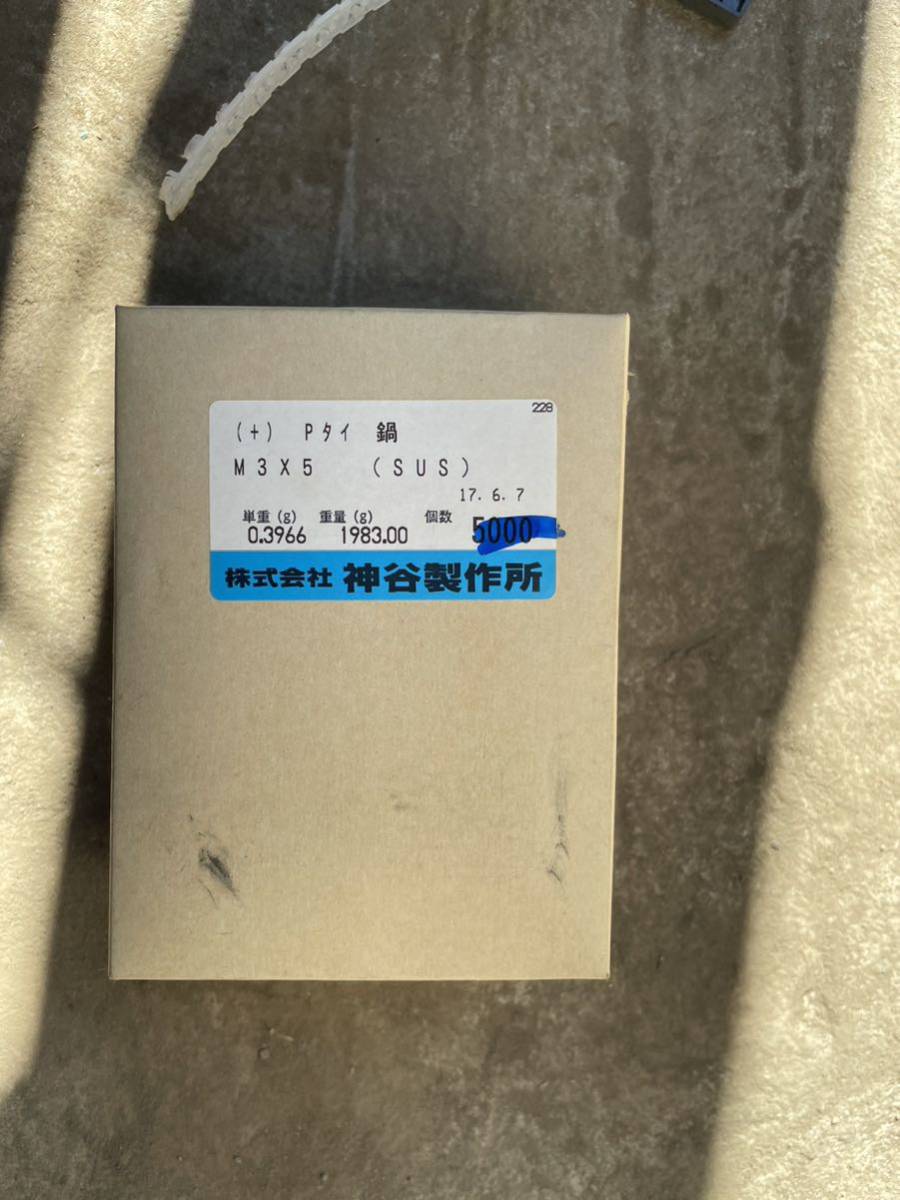 228
(+) Pタイ 鍋
M3X5 (SUS)
17. 6. 7
単重(g) 重量(g) 個数
0.3966 1983.00 5000
株式会社 神谷製作所